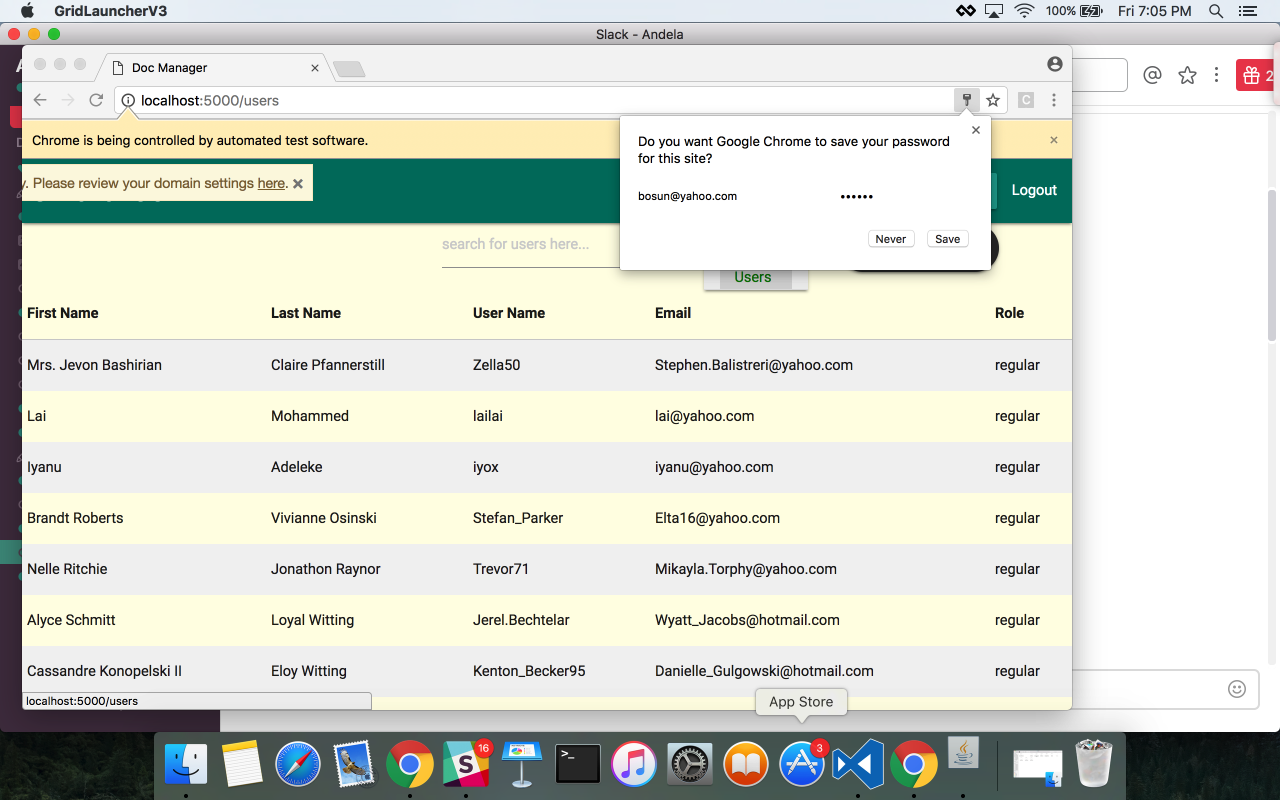 GridLauncherV3
100%
Fri 7:05 PM
Slack - Andela
Doc Manager
localhost:5000/users
C
2
Chrome is being controlled by automated test software.
Do you want Google Chrome to save your password
for this site?
bosun@yahoo.com ••••••
Never Save
y. Please review your domain settings here.
Logout
search for users here...
Users
First Name Last Name User Name Email Role
Mrs. Jevon Bashirian Claire Pfannerstill Zella50 Stephen.Balistreri@yahoo.com regular
Lai Mohammed lailai lai@yahoo.com regular
Iyanu Adeleke iyox iyanu@yahoo.com regular
Brandt Roberts Vivianne Osinski Stefan_Parker Elta16@yahoo.com regular
Nelle Ritchie Jonathon Raynor Trevor71 Mikayla.Torphy@yahoo.com regular
Alyce Schmitt Loyal Witting Jerel.Bechtelar Wyatt_Jacobs@hotmail.com regular
Cassandre Konopelski II Eloy Witting Kenton_Becker95 Danielle_Gulgowski@hotmail.com regular
localhost:5000/users
App Store
16
3